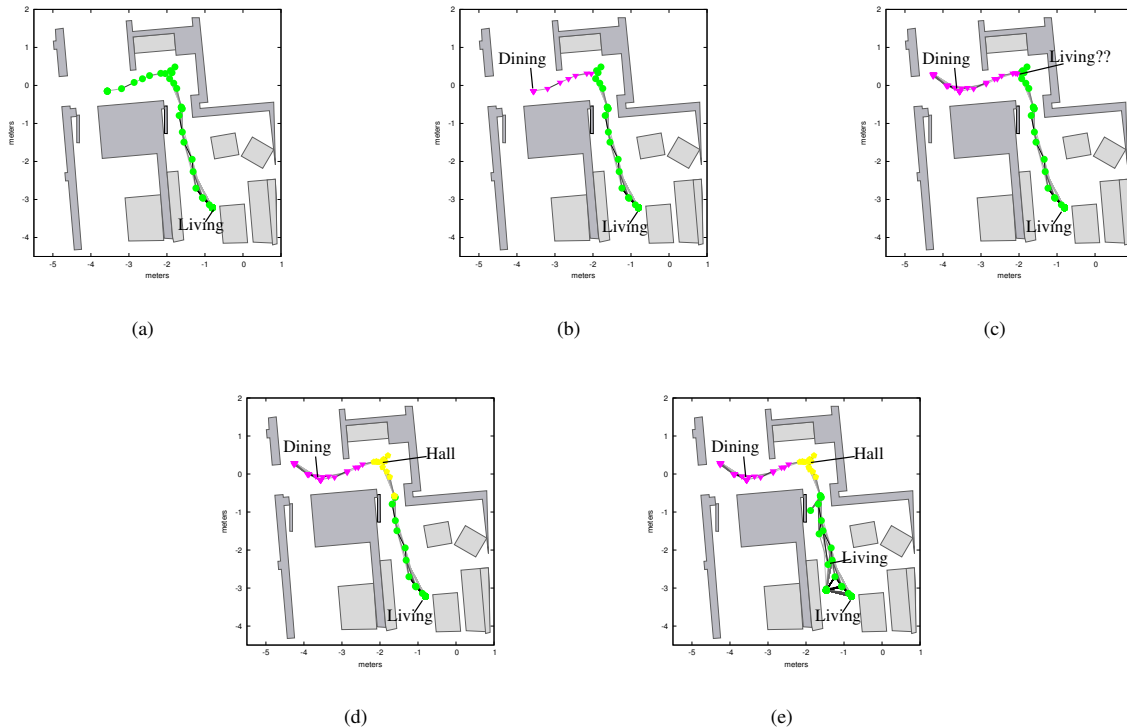 2
1
0
-1
-2
-3
-4
meters
-5 -4 -3 -2 -1 0 1
meters
Living
(a)
2
1
0
-1
-2
-3
-4
meters
-5 -4 -3 -2 -1 0 1
meters
Dining
Living
(b)
2
1
0
-1
-2
-3
-4
meters
-5 -4 -3 -2 -1 0
meters
Dining
Living??
Living
(c)
2
1
0
-1
-2
-3
-4
meters
-5 -4 -3 -2 -1 0 1
meters
Dining
Hall
Living
(d)
2
1
0
-1
-2
-3
-4
meters
-5 -4 -3 -2 -1 0 1
meters
Dining
Hall
Living
Living
(e)